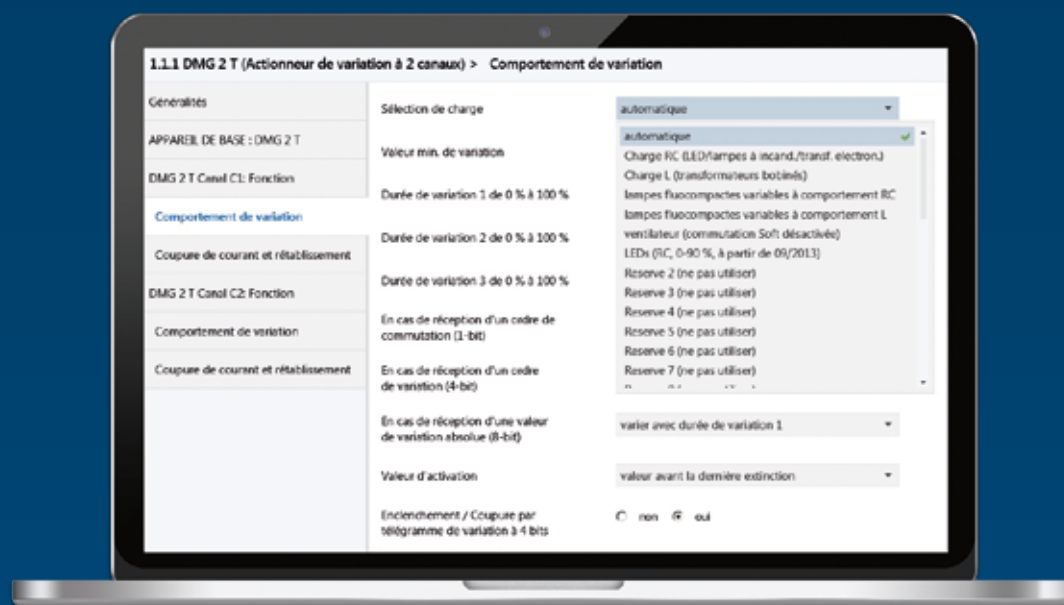 1.1.1 DMG 2 T (Actionneur de variation à 2 canaux) > Comportement de variation
Généralités
APPAREIL DE BASE : DMG 2 T
DMG 2 T Canal C1: Fonction
Comportement de variation
Coupure de courant et rétablissement
DMG 2 T Canal C2: Fonction
Comportement de variation
Coupure de courant et rétablissement
Sélection de charge
automatique
automatique
Charge RC (LED/lampes à incand./transf. électron.)
Charge L (transformateurs bobinés)
lampes fluocompactes variables à comportement RC
lampes fluocompactes variables à comportement L
ventilateur (commutation Soft désactivée)
LEDs (RC, 0-90 %, à partir de 09/2013)
Reserve 2 (ne pas utiliser)
Reserve 3 (ne pas utiliser)
Reserve 4 (ne pas utiliser)
Reserve 5 (ne pas utiliser)
Reserve 6 (ne pas utiliser)
Reserve 7 (ne pas utiliser)
Valeur min. de variation
Durée de variation 1 de 0 % à 100 %
Durée de variation 2 de 0 % à 100 %
Durée de variation 3 de 0 % à 100 %
En cas de réception d'un ordre de
commutation (1-bit)
En cas de réception d'un ordre
de variation (4-bit)
En cas de réception d'une valeur
de variation absolue (8-bit)
varier avec durée de variation 1
Valeur d'activation
valeur avant la dernière extinction
Enclenchement / Coupure par
télégramme de variation à 4 bits
non oui